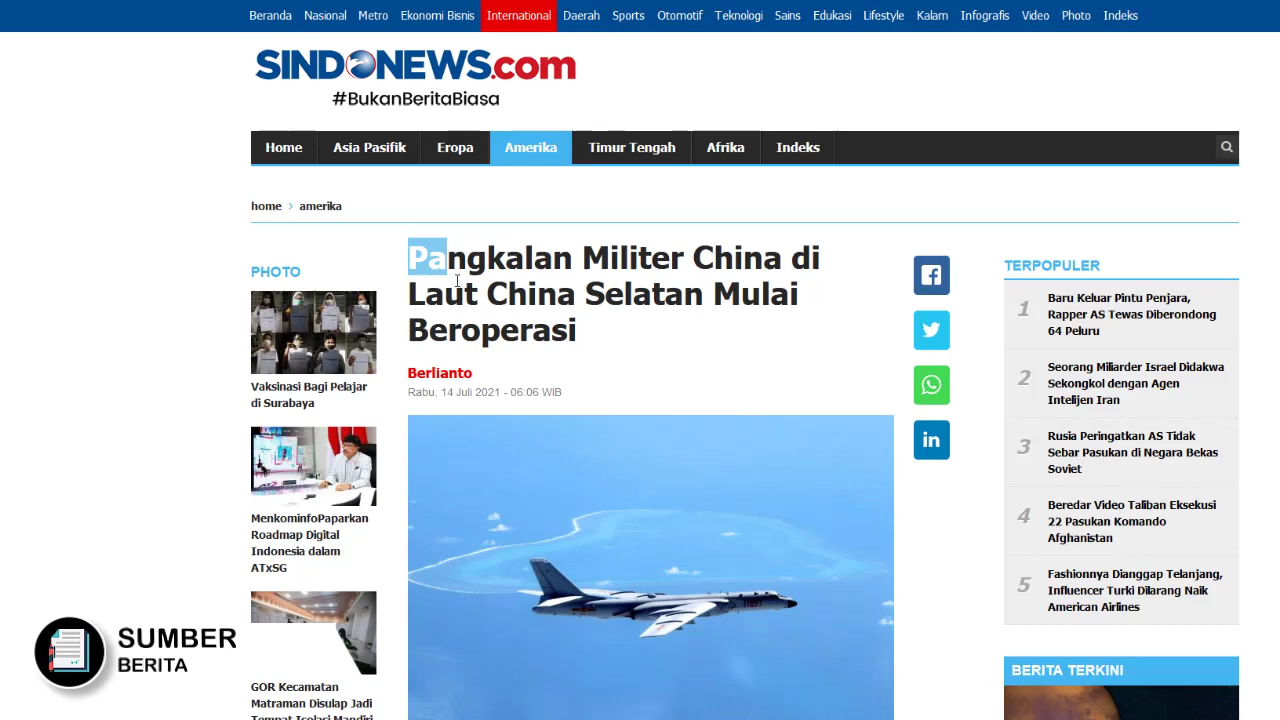 Beranda Nasional Metro Ekonomi Bisnis International Daerah Sports Otomotif Teknologi Sains Edukasi Lifestyle Kalam Infografis Video Photo Indeks
SINDONEWS.com
#BukanBeritaBiasa
Home Asia Pasifik Eropa Amerika Timur Tengah Afrika Indeks
home > amerika
PHOTO
Vaksinasi Bagi Pelajar
di Surabaya
MenkominfoPaparkan
Roadmap Digital
Indonesia dalam
ATxSG
GOR Kecamatan
Matraman Disulap Jadi
Tempat Isolasi Mandiri
Pangkalan Militer China di
Laut China Selatan Mulai
Beroperasi
Berlianto
Rabu, 14 Juli 2021 - 06:06 WIB
in
TERPOPULER
1 Baru Keluar Pintu Penjara,
Rapper AS Tewas Diberondong
64 Peluru
2 Seorang Miliarder Israel Didakwa
Sekongkol dengan Agen
Intelijen Iran
3 Rusia Peringatkan AS Tidak
Sebar Pasukan di Negara Bekas
Soviet
4 Beredar Video Taliban Eksekusi
22 Pasukan Komando
Afghanistan
5 Fashionnya Dianggap Telanjang,
Influencer Turki Dilarang Naik
American Airlines
BERITA TERKINI
SUMBER
BERITA